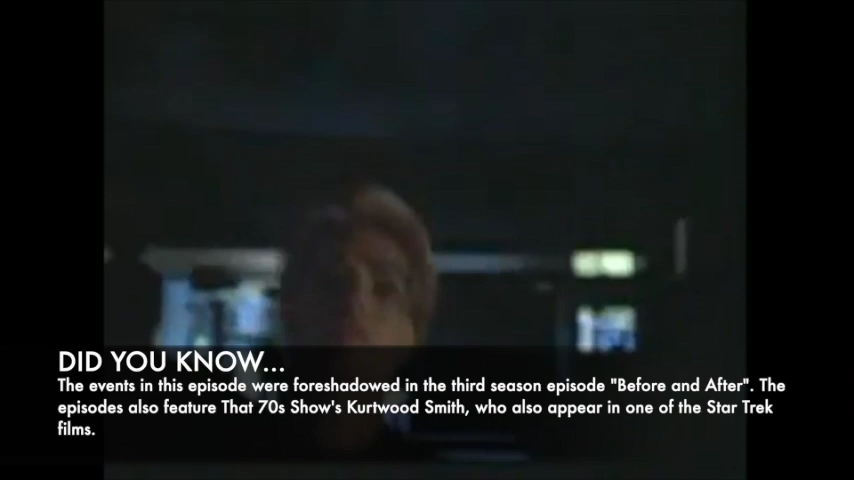 DID YOU KNOW...
The events in this episode were foreshadowed in the third season episode "Before and After". The
episodes also feature That 70s Show's Kurtwood Smith, who also appear in one of the Star Trek
films.